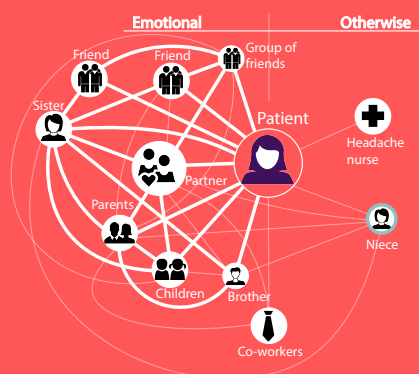 Emotional
Otherwise
Group of
friends
Friend
Friend
Sister
Patient
Headache
nurse
Partner
Parents
Niece
Children
Brother
Co-workers